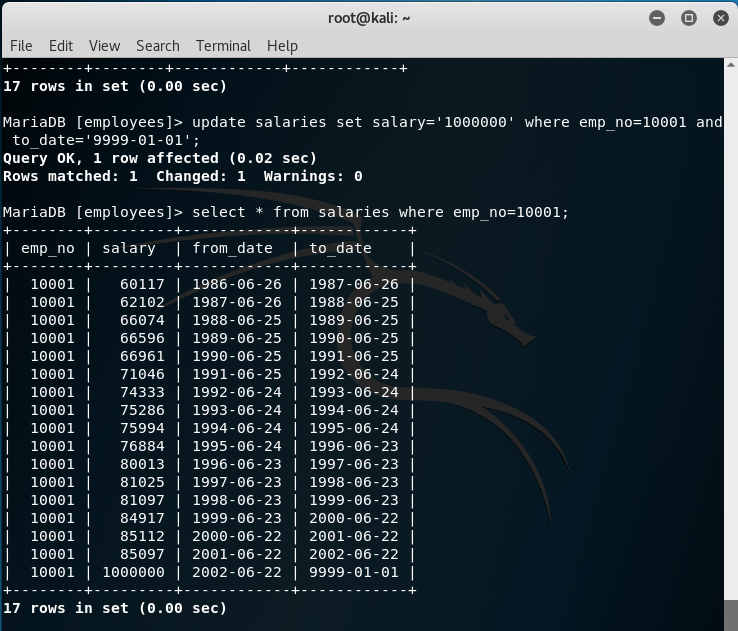 root@kali: ~
File Edit View Search Terminal Help
+--------+--------+------------+------------+
17 rows in set (0.00 sec)
MariaDB [employees]> update salaries set salary='1000000' where emp_no=10001 and
 to_date='9999-01-01';
Query OK, 1 row affected (0.02 sec)
Rows matched: 1  Changed: 1  Warnings: 0
MariaDB [employees]> select * from salaries where emp_no=10001;
+--------+---------+------------+------------+
| emp_no | salary  | from_date  | to_date    |
+--------+---------+------------+------------+
|  10001 |   60117 | 1986-06-26 | 1987-06-26 |
|  10001 |   62102 | 1987-06-26 | 1988-06-25 |
|  10001 |   66074 | 1988-06-25 | 1989-06-25 |
|  10001 |   66596 | 1989-06-25 | 1990-06-25 |
|  10001 |   66961 | 1990-06-25 | 1991-06-25 |
|  10001 |   71046 | 1991-06-25 | 1992-06-24 |
|  10001 |   74333 | 1992-06-24 | 1993-06-24 |
|  10001 |   75286 | 1993-06-24 | 1994-06-24 |
|  10001 |   75994 | 1994-06-24 | 1995-06-24 |
|  10001 |   76884 | 1995-06-24 | 1996-06-23 |
|  10001 |   80013 | 1996-06-23 | 1997-06-23 |
|  10001 |   81025 | 1997-06-23 | 1998-06-23 |
|  10001 |   81097 | 1998-06-23 | 1999-06-23 |
|  10001 |   84917 | 1999-06-23 | 2000-06-22 |
|  10001 |   85112 | 2000-06-22 | 2001-06-22 |
|  10001 |   85097 | 2001-06-22 | 2002-06-22 |
|  10001 | 1000000 | 2002-06-22 | 9999-01-01 |
+--------+---------+------------+------------+
17 rows in set (0.00 sec)